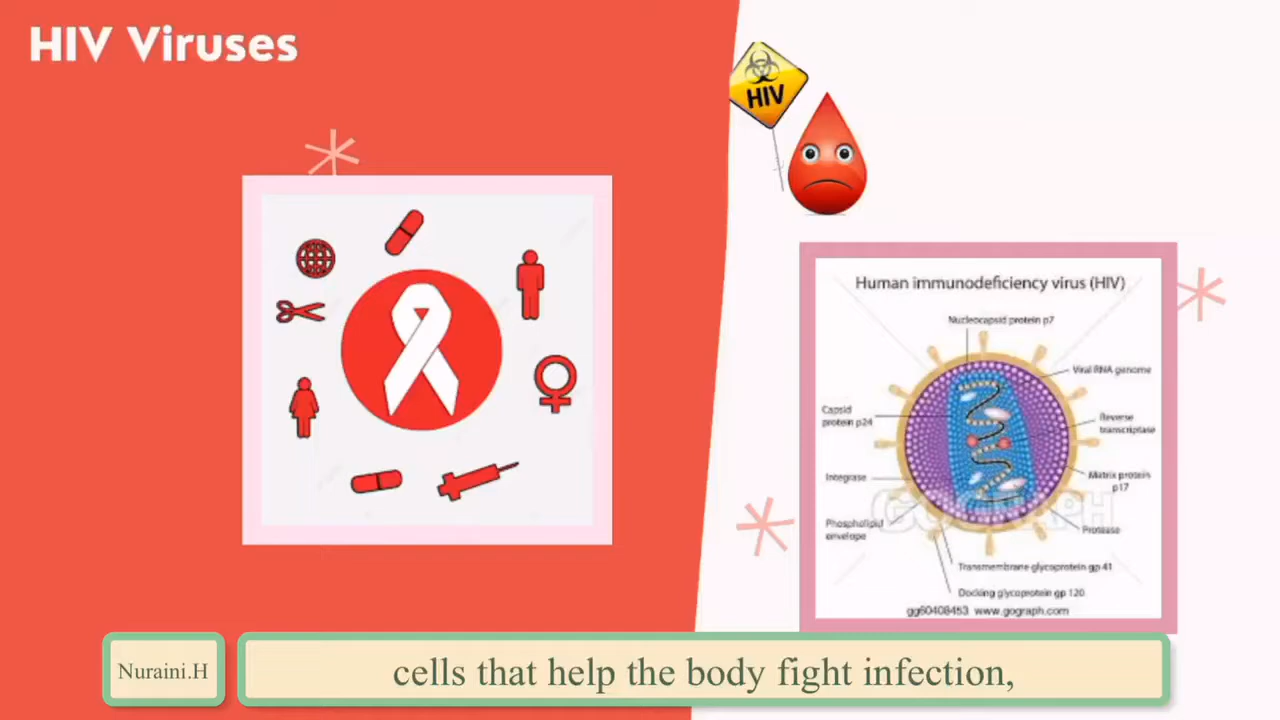 HIV Viruses
HIV
Human immunodeficiency virus (HIV)
Nucleocapsid protein p7
Viral RNA genome
Capsid
protein p24
Reverse
transcriptase
Integrase
Matrix protein
p17
Phospholipid
envelope
Protease
GOGRAPH
Transmembrane glycoprotein gp 41
Docking glycoprotein gp 120
gg60408453 www.gograph.com
Nuraini.H
cells that help the body fight infection,